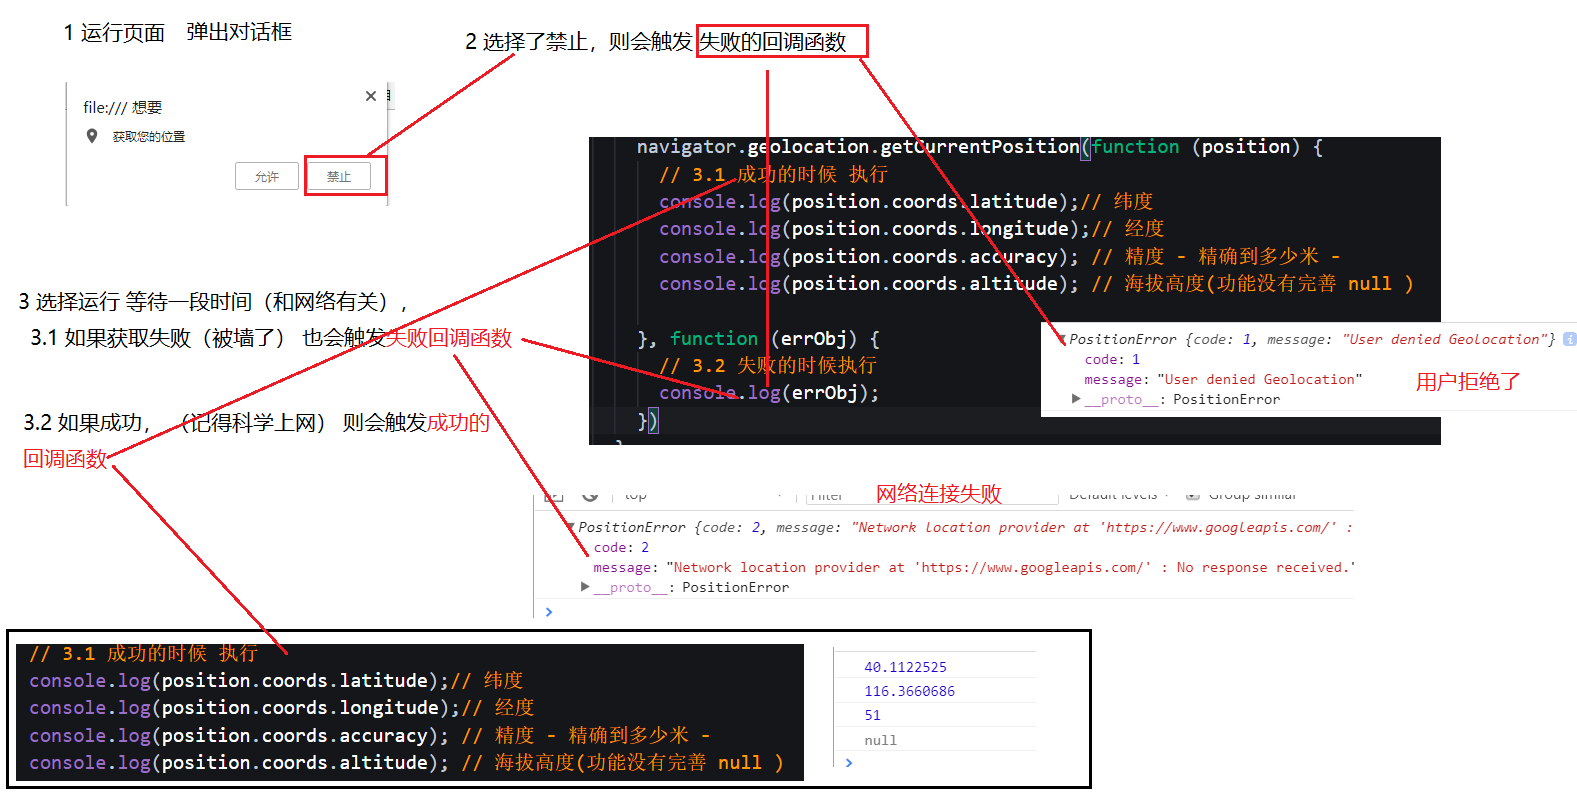 1 运行页面 弹出对话框
2 选择了禁止，则会触发 失败的回调函数
file:/// 想要
获取您的位置
允许 禁止
navigator.geolocation.getCurrentPosition(function (position) {
// 3.1 成功的时候 执行
console.log(position.coords.latitude);// 纬度
console.log(position.coords.longitude);// 经度
console.log(position.coords.accuracy); // 精度 - 精确到多少米 -
console.log(position.coords.altitude); // 海拔高度(功能没有完善 null )
}, function (errObj) {
// 3.2 失败的时候执行
console.log(errObj);
})
PositionError {code: 1, message: "User denied Geolocation"}
code: 1
message: "User denied Geolocation"
__proto__: PositionError
用户拒绝了
3 选择运行 等待一段时间（和网络有关），
3.1 如果获取失败（被墙了） 也会触发失败回调函数
3.2 如果成功， （记得科学上网） 则会触发成功的
回调函数
top Filter Default levels Group similar
网络连接失败
PositionError {code: 2, message: "Network location provider at 'https://www.googleapis.com/' :
code: 2
message: "Network location provider at 'https://www.googleapis.com/' : No response received."
__proto__: PositionError
// 3.1 成功的时候 执行
console.log(position.coords.latitude);// 纬度
console.log(position.coords.longitude);// 经度
console.log(position.coords.accuracy); // 精度 - 精确到多少米 -
console.log(position.coords.altitude); // 海拔高度(功能没有完善 null )
40.1122525
116.3660686
51
null